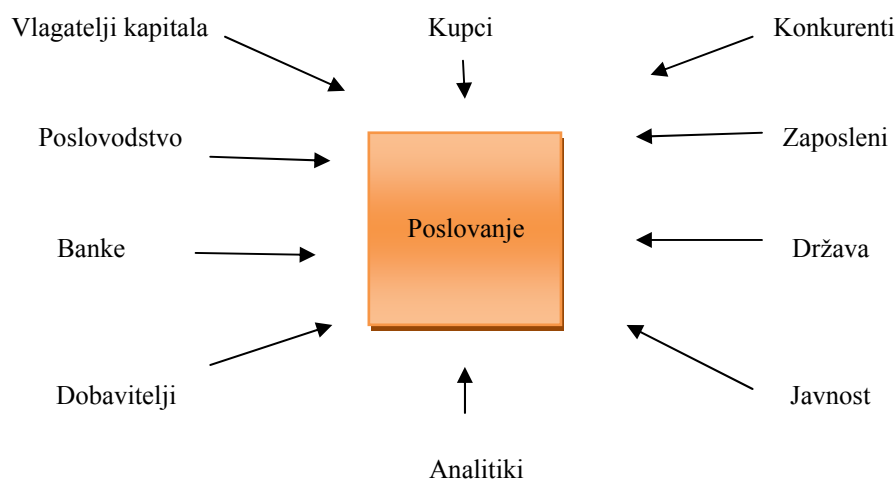 Vlagatelji kapitala
Kupci
Konkurenti
Poslovodstvo
Zaposleni
Poslovanje
Banke
Država
Dobavitelji
Javnost
Analitiki